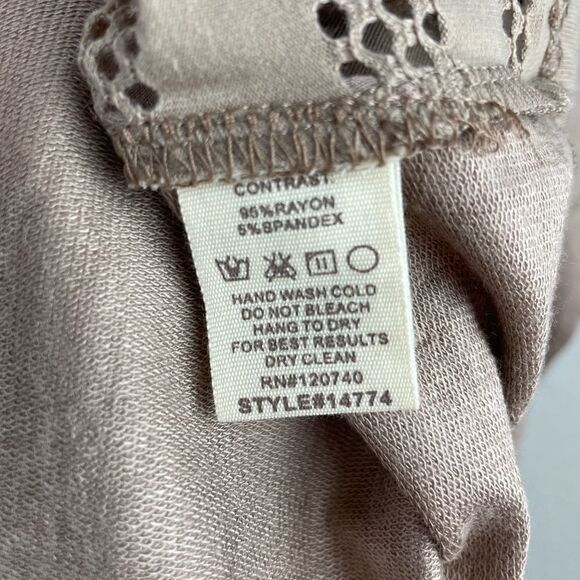 CONTRAST:
95%RAYON
5%SPANDEX
HAND WASH COLD
DO NOT BLEACH
HANG TO DRY
FOR BEST RESULTS
DRY CLEAN
RN#120740
STYLE#14774